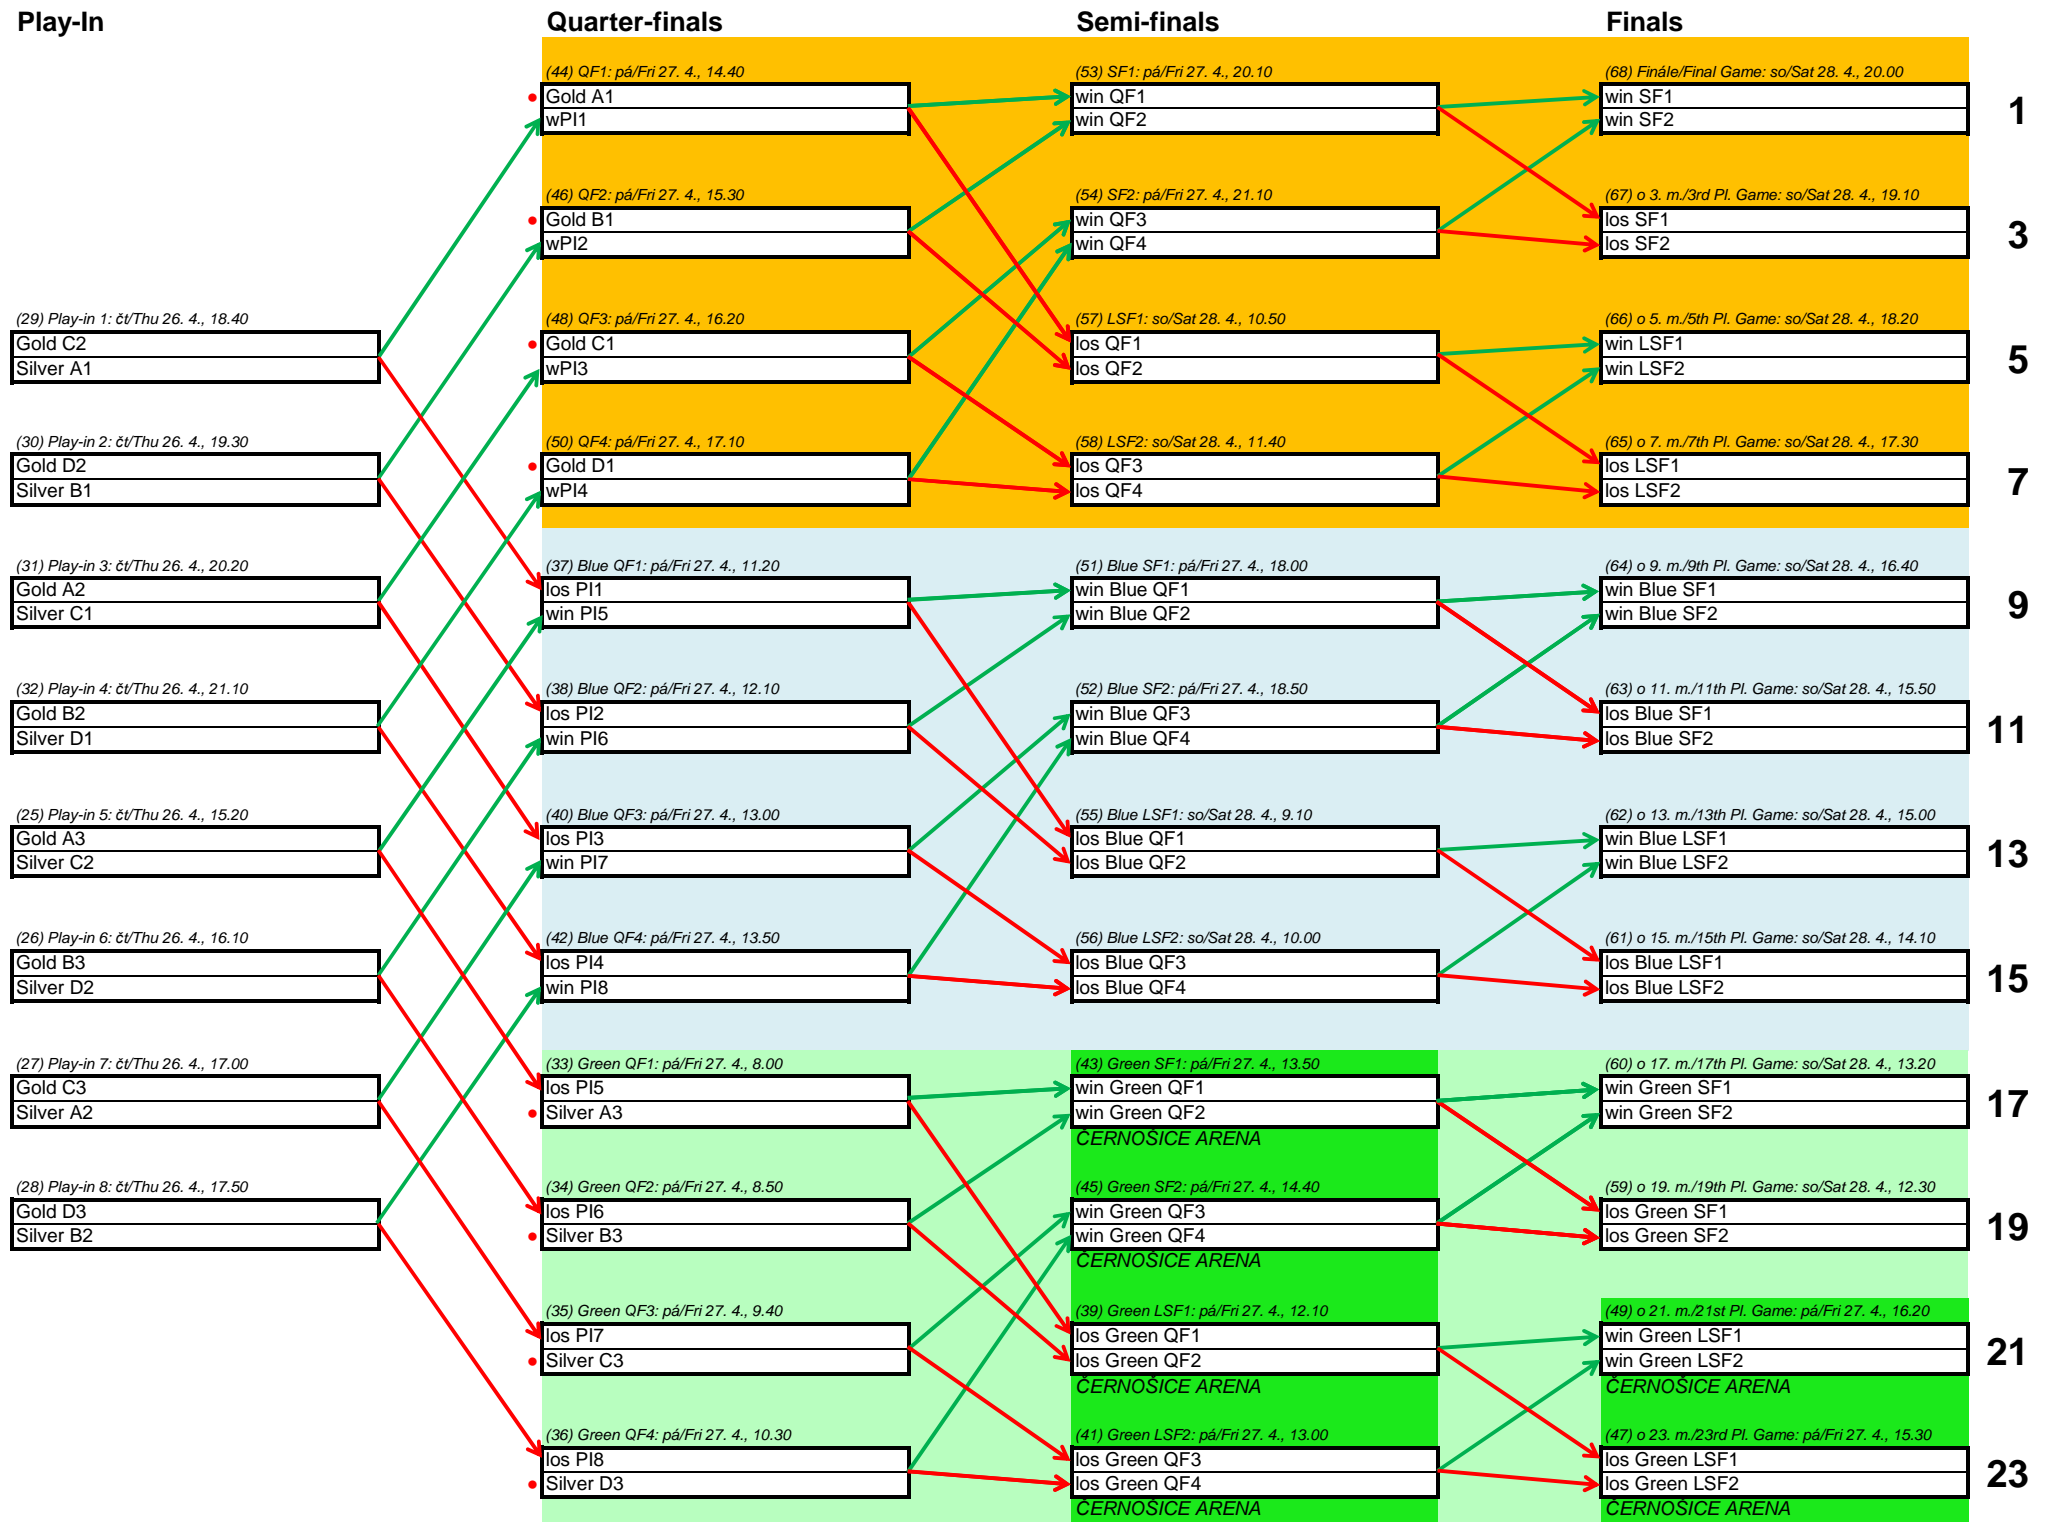 Play-In
Quarter-finals
Semi-finals
Finals
(44) QF1: pá/Fri 27. 4., 14.40
Gold A1
wPI1
(53) SF1: pá/Fri 27. 4., 20.10
win QF1
win QF2
(68) Finále/Final Game: so/Sat 28. 4., 20.00
win SF1
win SF2
1
(46) QF2: pá/Fri 27. 4., 15.30
Gold B1
wPI2
(54) SF2: pá/Fri 27. 4., 21.10
win QF3
win QF4
(67) o 3. m./3rd Pl. Game: so/Sat 28. 4., 19.10
los SF1
los SF2
3
(29) Play-in 1: čt/Thu 26. 4., 18.40
Gold C2
Silver A1
(48) QF3: pá/Fri 27. 4., 16.20
Gold C1
wPI3
(57) LSF1: so/Sat 28. 4., 10.50
los QF1
los QF2
(66) o 5. m./5th Pl. Game: so/Sat 28. 4., 18.20
win LSF1
win LSF2
5
(30) Play-in 2: čt/Thu 26. 4., 19.30
Gold D2
Silver B1
(50) QF4: pá/Fri 27. 4., 17.10
Gold D1
wPI4
(58) LSF2: so/Sat 28. 4., 11.40
los QF3
los QF4
(65) o 7. m./7th Pl. Game: so/Sat 28. 4., 17.30
los LSF1
los LSF2
7
(31) Play-in 3: čt/Thu 26. 4., 20.20
Gold A2
Silver C1
(37) Blue QF1: pá/Fri 27. 4., 11.20
los PI1
win PI5
(51) Blue SF1: pá/Fri 27. 4., 18.00
win Blue QF1
win Blue QF2
(64) o 9. m./9th Pl. Game: so/Sat 28. 4., 16.40
win Blue SF1
win Blue SF2
9
(32) Play-in 4: čt/Thu 26. 4., 21.10
Gold B2
Silver D1
(38) Blue QF2: pá/Fri 27. 4., 12.10
los PI2
win PI6
(52) Blue SF2: pá/Fri 27. 4., 18.50
win Blue QF3
win Blue QF4
(63) o 11. m./11th Pl. Game: so/Sat 28. 4., 15.50
los Blue SF1
los Blue SF2
11
(25) Play-in 5: čt/Thu 26. 4., 15.20
Gold A3
Silver C2
(40) Blue QF3: pá/Fri 27. 4., 13.00
los PI3
win PI7
(55) Blue LSF1: so/Sat 28. 4., 9.10
los Blue QF1
los Blue QF2
(62) o 13. m./13th Pl. Game: so/Sat 28. 4., 15.00
win Blue LSF1
win Blue LSF2
13
(26) Play-in 6: čt/Thu 26. 4., 16.10
Gold B3
Silver D2
(42) Blue QF4: pá/Fri 27. 4., 13.50
los PI4
win PI8
(56) Blue LSF2: so/Sat 28. 4., 10.00
los Blue QF3
los Blue QF4
(61) o 15. m./15th Pl. Game: so/Sat 28. 4., 14.10
los Blue LSF1
los Blue LSF2
15
(27) Play-in 7: čt/Thu 26. 4., 17.00
Gold C3
Silver A2
(33) Green QF1: pá/Fri 27. 4., 8.00
los PI5
Silver A3
(43) Green SF1: pá/Fri 27. 4., 13.50
win Green QF1
win Green QF2
ČERNOŠICE ARENA
(60) o 17. m./17th Pl. Game: so/Sat 28. 4., 13.20
win Green SF1
win Green SF2
17
(28) Play-in 8: čt/Thu 26. 4., 17.50
Gold D3
Silver B2
(34) Green QF2: pá/Fri 27. 4., 8.50
los PI6
Silver B3
(45) Green SF2: pá/Fri 27. 4., 14.40
win Green QF3
win Green QF4
ČERNOŠICE ARENA
(59) o 19. m./19th Pl. Game: so/Sat 28. 4., 12.30
los Green SF1
los Green SF2
19
(35) Green QF3: pá/Fri 27. 4., 9.40
los PI7
Silver C3
(39) Green LSF1: pá/Fri 27. 4., 12.10
los Green QF1
los Green QF2
ČERNOŠICE ARENA
(49) o 21. m./21st Pl. Game: pá/Fri 27. 4., 16.20
win Green LSF1
win Green LSF2
ČERNOŠICE ARENA
21
(36) Green QF4: pá/Fri 27. 4., 10.30
los PI8
Silver D3
(41) Green LSF2: pá/Fri 27. 4., 13.00
los Green QF3
los Green QF4
ČERNOŠICE ARENA
(47) o 23. m./23rd Pl. Game: pá/Fri 27. 4., 15.30
los Green LSF1
los Green LSF2
ČERNOŠICE ARENA
23